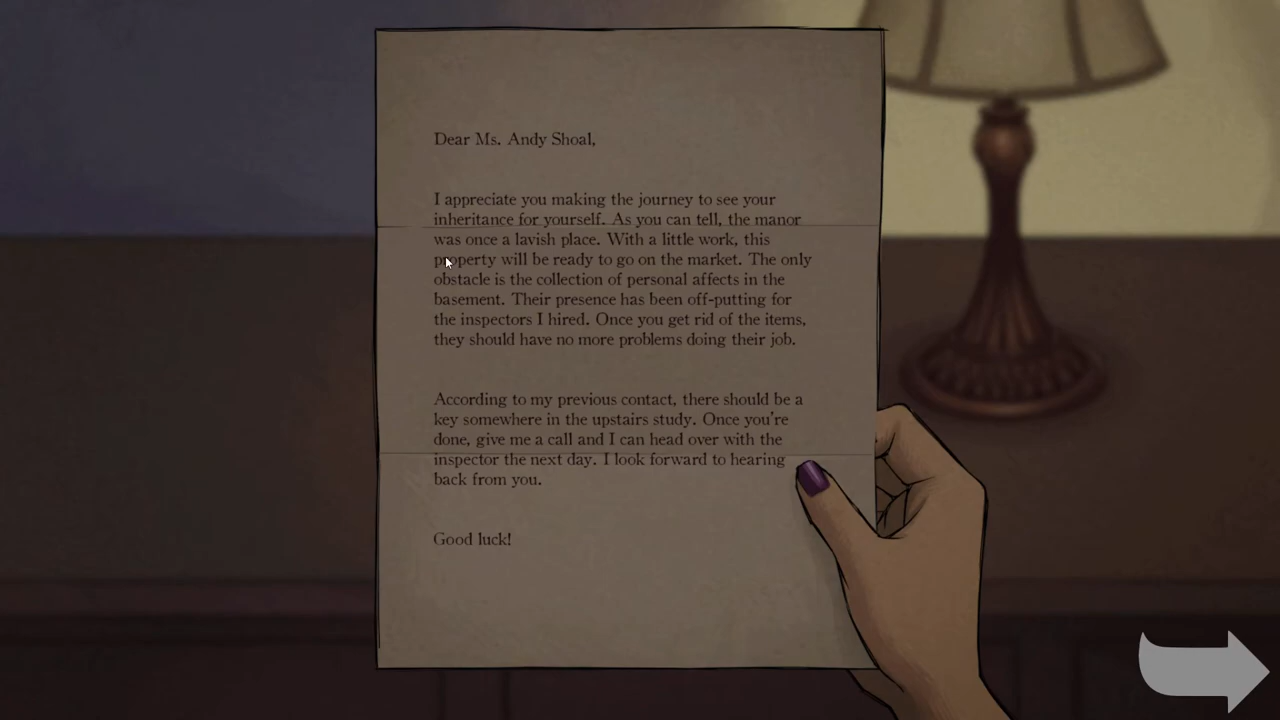 Dear Ms. Andy Shoal,
I appreciate you making the journey to see your
inheritance for yourself. As you can tell, the manor
was once a lavish place. With a little work, this
property will be ready to go on the market. The only
obstacle is the collection of personal affects in the
basement. Their presence has been off-putting for
the inspectors I hired. Once you get rid of the items,
they should have no more problems doing their job.
According to my previous contact, there should be a
key somewhere in the upstairs study. Once you're
done, give me a call and I can head over with the
inspector the next day. I look forward to hearing
back from you.
Good luck!